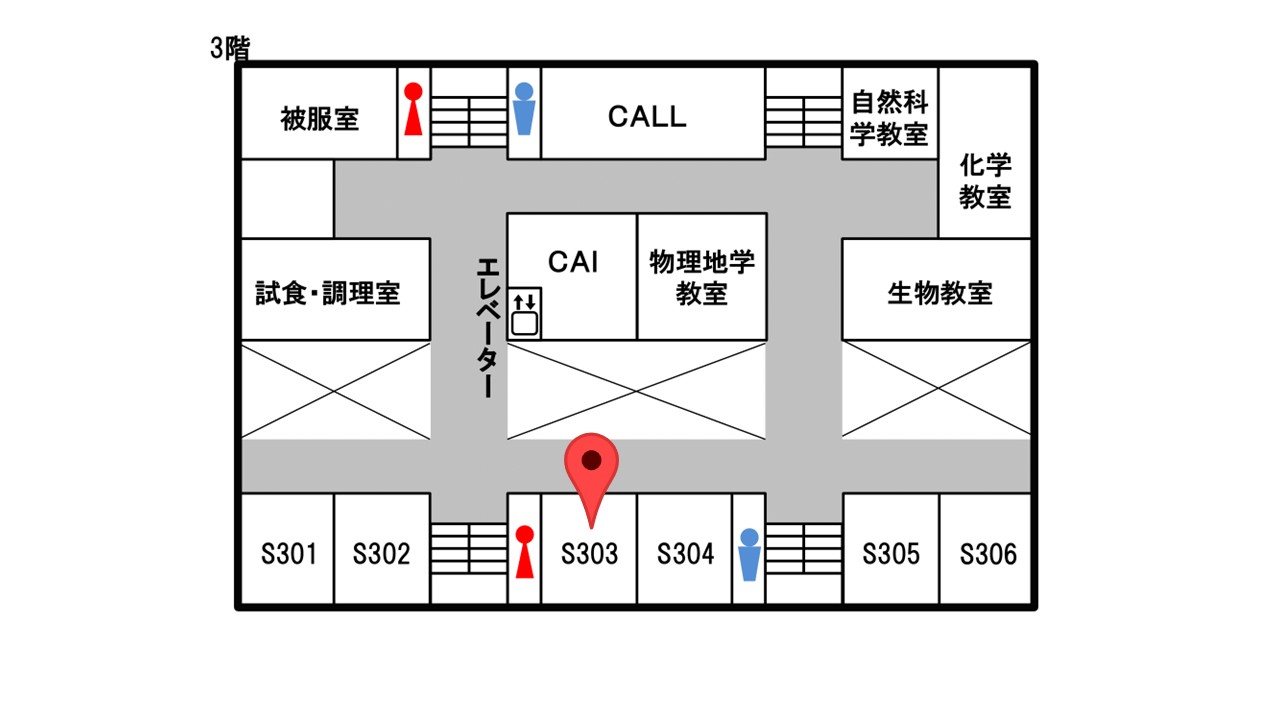 3階
被服室
CALL
自然科
学教室
化学
教室
エレベーター
CAI
物理地学
教室
試食・調理室
生物教室
S301
S302
S303
S304
S305
S306